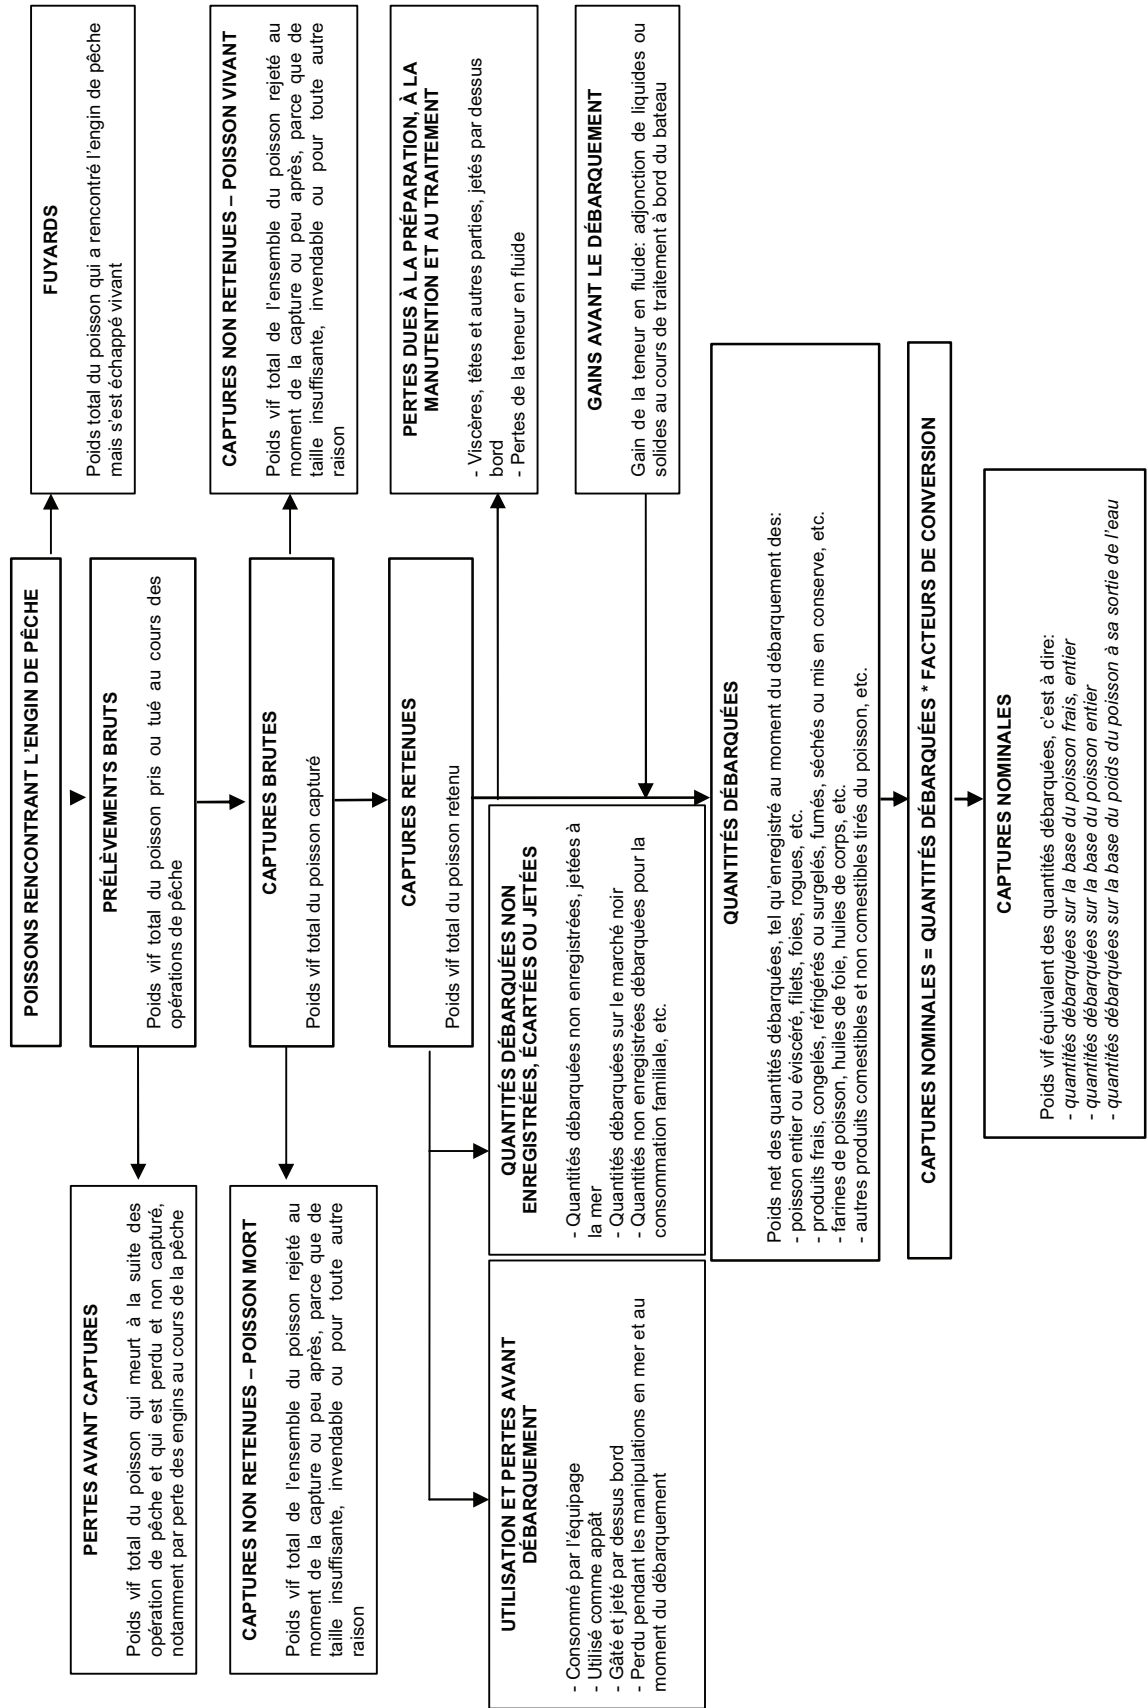 POISSONS RENCONTRANT L'ENGIN DE PÊCHE
FUYARDS
Poids total du poisson qui a rencontré l'engin de pêche
mais s'est échappé vivant
PRÉLÈVEMENTS BRUTS
Poids vif total du poisson pris ou tué au cours des
opérations de pêche
PERTES AVANT CAPTURES
Poids vif total du poisson qui meurt à la suite des
opération de pêche et qui est perdu et non capturé,
notamment par perte des engins au cours de la pêche
CAPTURES BRUTES
Poids vif total du poisson capturé
CAPTURES NON RETENUES – POISSON VIVANT
Poids vif total de l'ensemble du poisson rejeté au
moment de la capture ou peu après, parce que de
taille insuffisante, invendable ou pour toute autre
raison
CAPTURES NON RETENUES – POISSON MORT
Poids vif total de l'ensemble du poisson rejeté au
moment de la capture ou peu après, parce que de
taille insuffisante, invendable ou pour toute autre
raison
CAPTURES RETENUES
Poids vif total du poisson retenu
PERTES DUES À LA PRÉPARATION, À LA
MANUTENTION ET AU TRAITEMENT
- Viscères, têtes et autres parties, jetés par dessus
bord
- Pertes de la teneur en fluide
UTILISATION ET PERTES AVANT
DÉBARQUEMENT
- Consommé par l'équipage
- Utilisé comme appât
- Gâté et jeté par dessus bord
- Perdu pendant les manipulations en mer et au
moment du débarquement
QUANTITÉS DÉBARQUÉES NON
ENREGISTRÉES, ÉCARTÉES OU JETÉES
- Quantités débarquées non enregistrées, jetées à
la mer
- Quantités débarquées sur le marché noir
- Quantités non enregistrées débarquées pour la
consommation familiale, etc.
GAINS AVANT LE DÉBARQUEMENT
Gain de la teneur en fluide: adjonction de liquides ou
solides au cours de traitement à bord du bateau
QUANTITÉS DÉBARQUÉES
Poids net des quantités débarquées, tel qu'enregistré au moment du débarquement des:
- poisson entier ou éviscéré, filets, foies, rogues, etc.
- produits frais, congelés, réfrigérés ou surgelés, fumés, séchés ou mis en conserve, etc.
- farines de poisson, huiles de foie, huiles de corps, etc.
- autres produits comestibles et non comestibles tirés du poisson, etc.
CAPTURES NOMINALES = QUANTITÉS DÉBARQUÉES * FACTEURS DE CONVERSION
CAPTURES NOMINALES
Poids vif équivalent des quantités débarquées, c'est à dire:
- quantités débarquées sur la base du poisson frais, entier
- quantités débarquées sur la base du poisson entier
- quantités débarquées sur la base du poids du poisson à sa sortie de l'eau